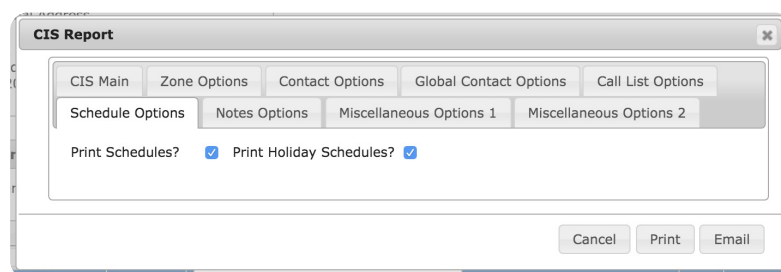 CIS Report
CIS Main Zone Options Contact Options Global Contact Options Call List Options
Schedule Options Notes Options Miscellaneous Options 1 Miscellaneous Options 2
Print Schedules? Print Holiday Schedules?
Cancel Print Email